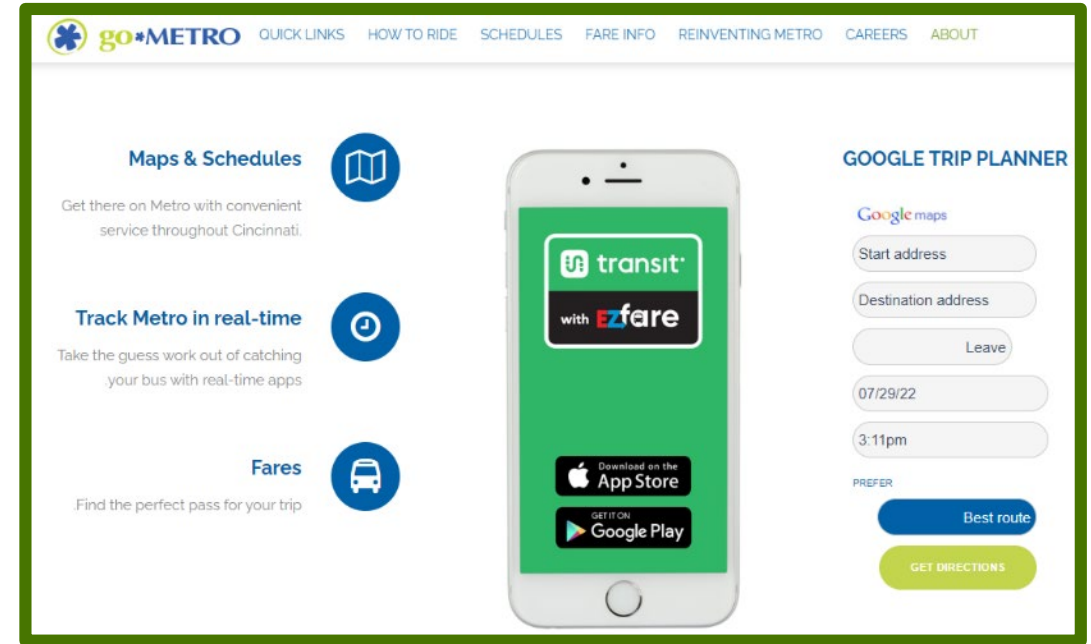 go*METRO QUICK LINKS HOW TO RIDE SCHEDULES FARE INFO REINVENTING METRO CAREERS ABOUT
Maps & Schedules
Get there on Metro with convenient
service throughout Cincinnati.
Track Metro in real-time
Take the guess work out of catching
.your bus with real-time apps
Fares
.Find the perfect pass for your trip
transit
with EZfare
Download on the
App Store
GET IT ON
Google Play
GOOGLE TRIP PLANNER
Google maps
Start address
Destination address
Leave
07/29/22
3:11pm
PREFER
Best route
GET DIRECTIONS